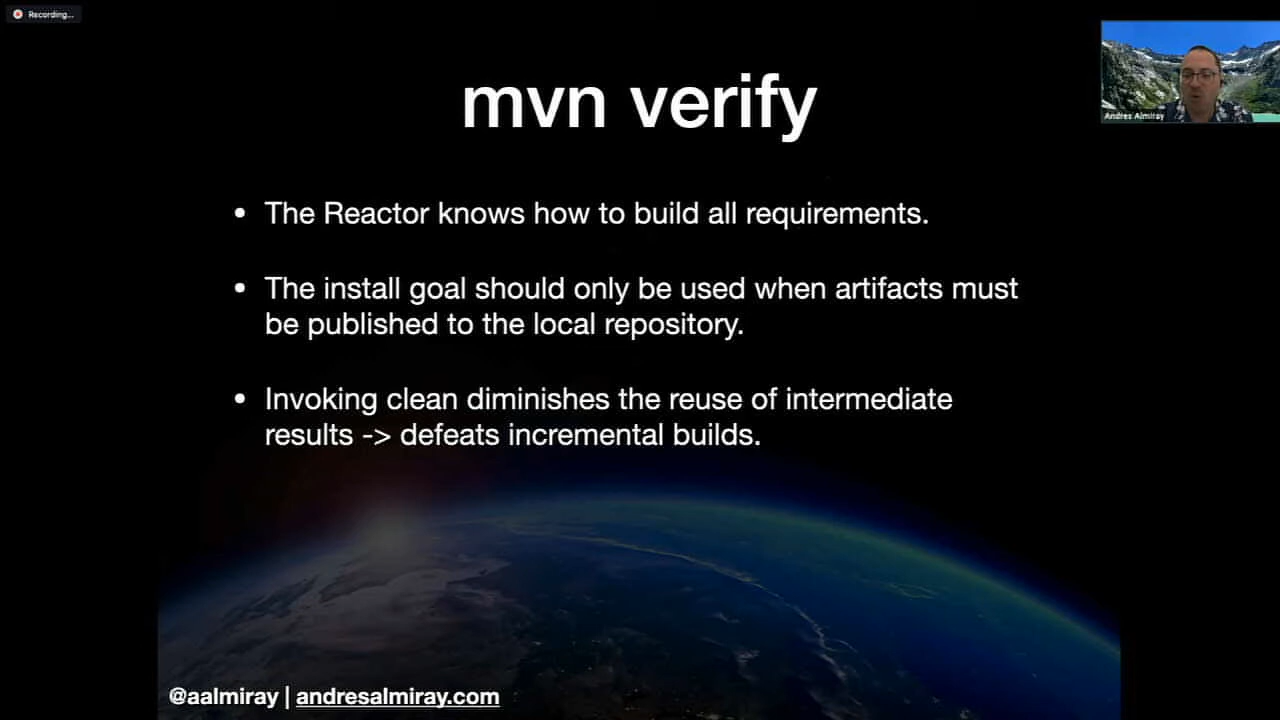 Recording...
mvn verify
Andres Almiray
• The Reactor knows how to build all requirements.
• The install goal should only be used when artifacts must
be published to the local repository.
• Invoking clean diminishes the reuse of intermediate
results -> defeats incremental builds.
@aalmiray | andresalmiray.com